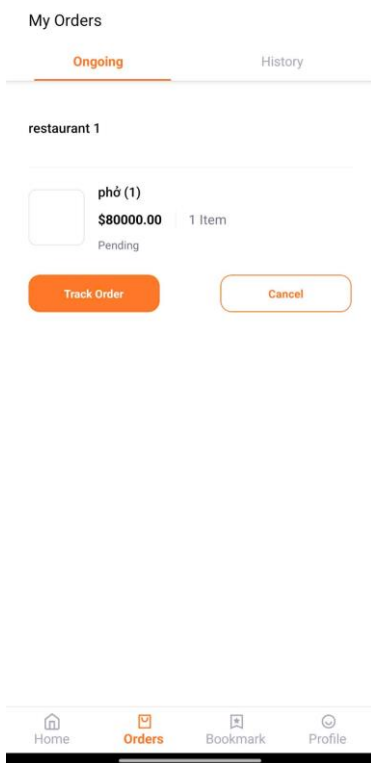 My Orders
Ongoing History
restaurant 1
phở (1)
$80000.00 1 Item
Pending
Track Order Cancel
Home Orders Bookmark Profile